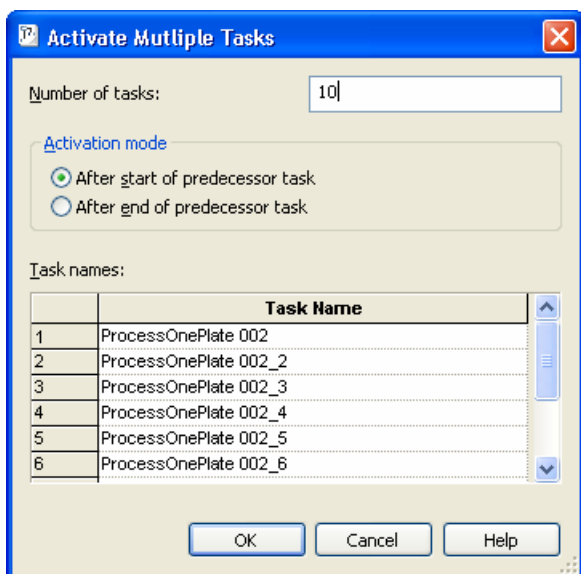 Activate Mutliple Tasks
Number of tasks: 10
Activation mode
After start of predecessor task
After end of predecessor task
Task names:
Task Name
1 ProcessOnePlate 002
2 ProcessOnePlate 002_2
3 ProcessOnePlate 002_3
4 ProcessOnePlate 002_4
5 ProcessOnePlate 002_5
6 ProcessOnePlate 002_6
OK Cancel Help